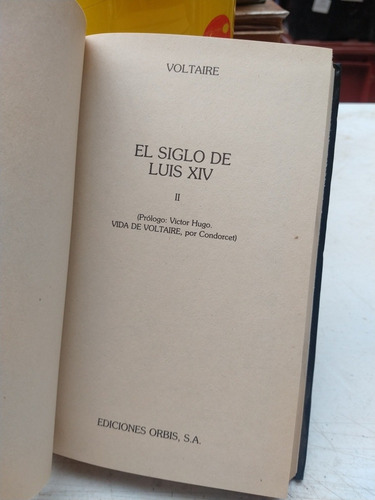 VOLTAIRE
EL SIGLO DE
LUIS XIV
II
(Prólogo: Victor Hugo.
VIDA DE VOLTAIRE, por Condorcet)
EDICIONES ORBIS, S.A.